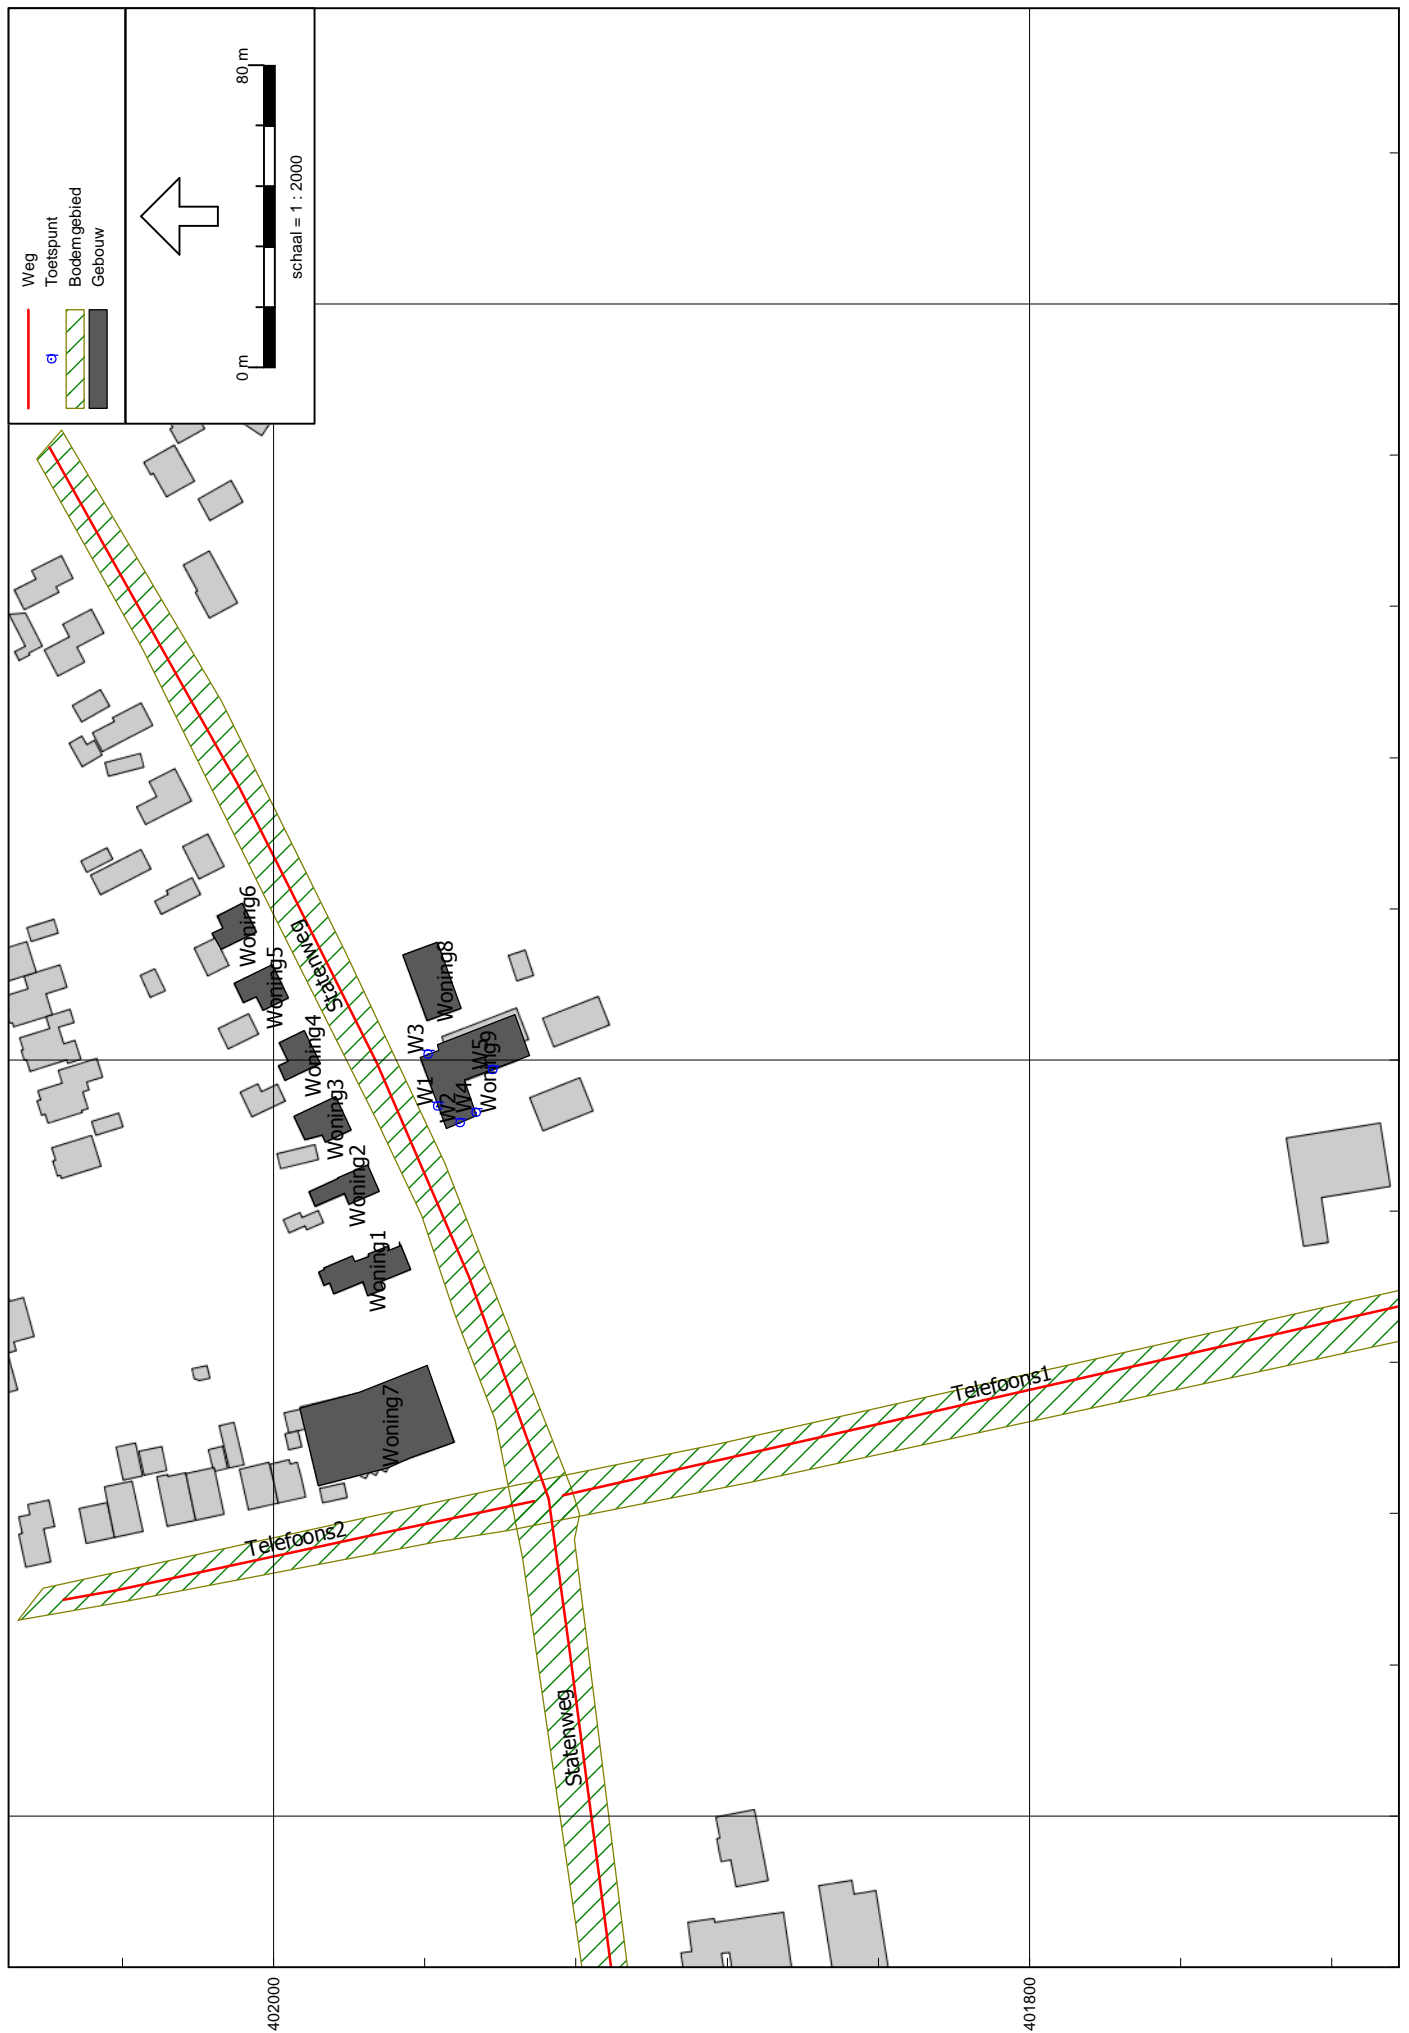 Weg
Toetspunt
Bodemgebied
Gebouw
0 m
80 m
schaal = 1 : 2000
Woning6
Woning5
Statenweg
Woning4
Woning3
Woning2
Woning1
Woning7
Woning8
W3
W1
W2
W4
W5
Woning9
Telefoons2
Telefoons1
Statenweg
402000
401800